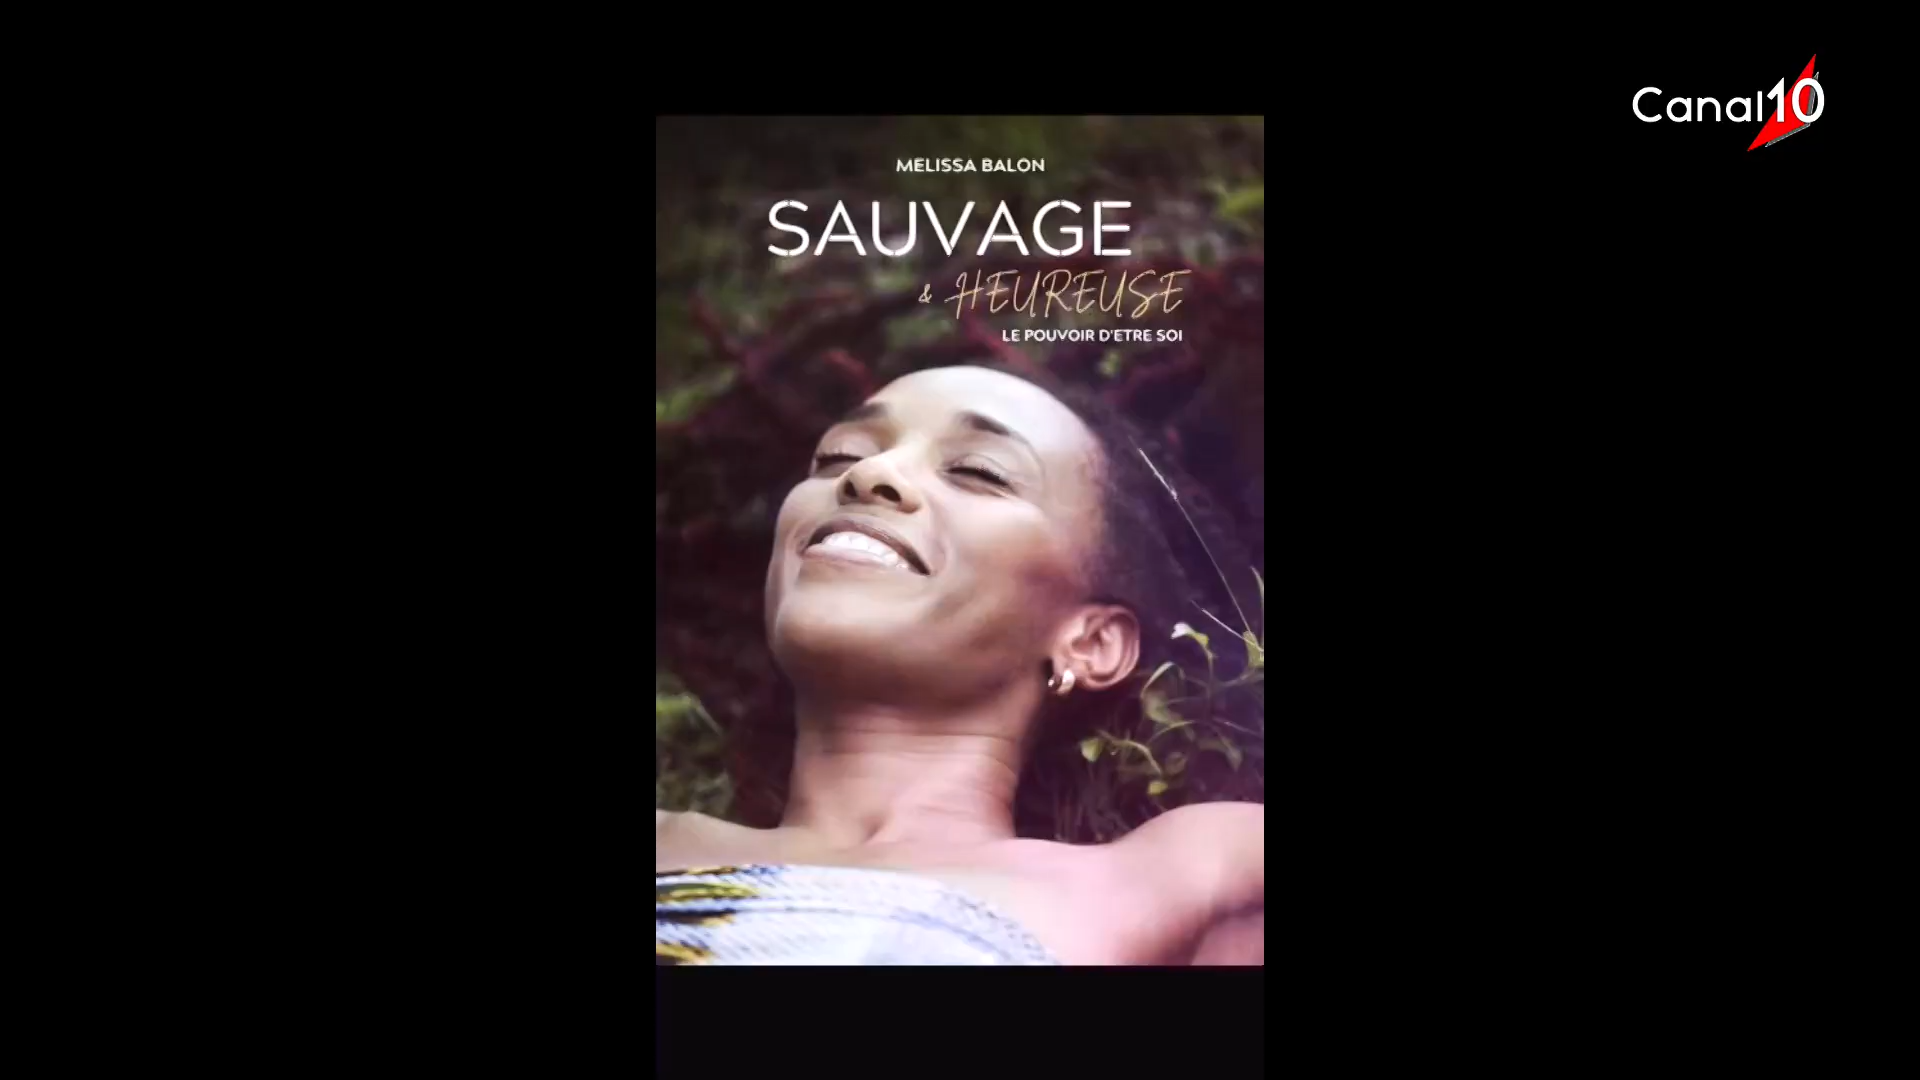 Canal10
MELISSA BALON
SAUVAGE
& HEUREUSE
LE POUVOIR D'ETRE SOI